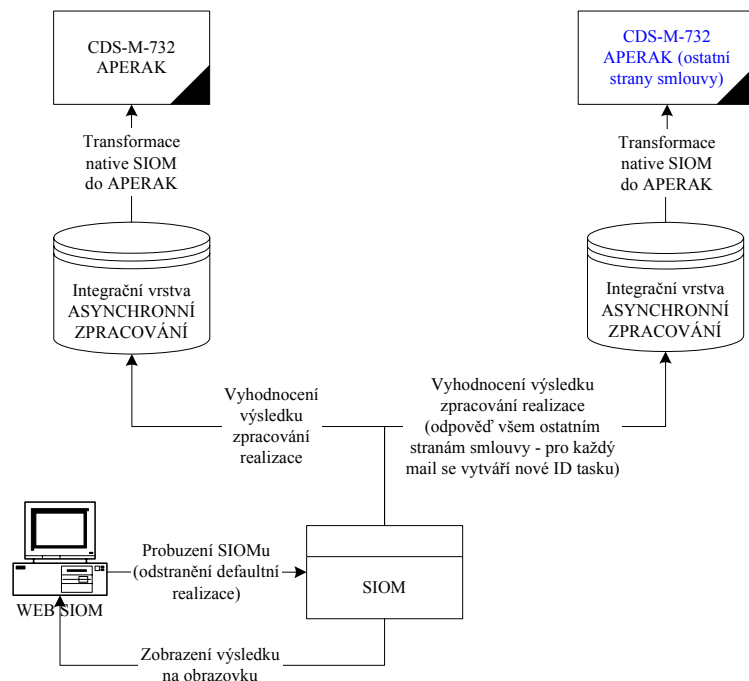 CDS-M-732
APERAK
CDS-M-732
APERAK (ostatní
strany smlouvy)
Transformace
native SIOM
do APERAK
Transformace
native SIOM
do APERAK
Integrační vrstva
ASYNCHRONNÍ
ZPRACOVÁNÍ
Integrační vrstva
ASYNCHRONNÍ
ZPRACOVÁNÍ
Vyhodnocení
výsledku
zpracování
realizace
Vyhodnocení výsledku
zpracování realizace
(odpověď všem ostatním
stranám smlouvy - pro každý
mail se vytváří nové ID tasku)
Probuzení SIOMu
(odstranění defaultní
realizace)
WEB SIOM
SIOM
Zobrazení výsledku
na obrazovku